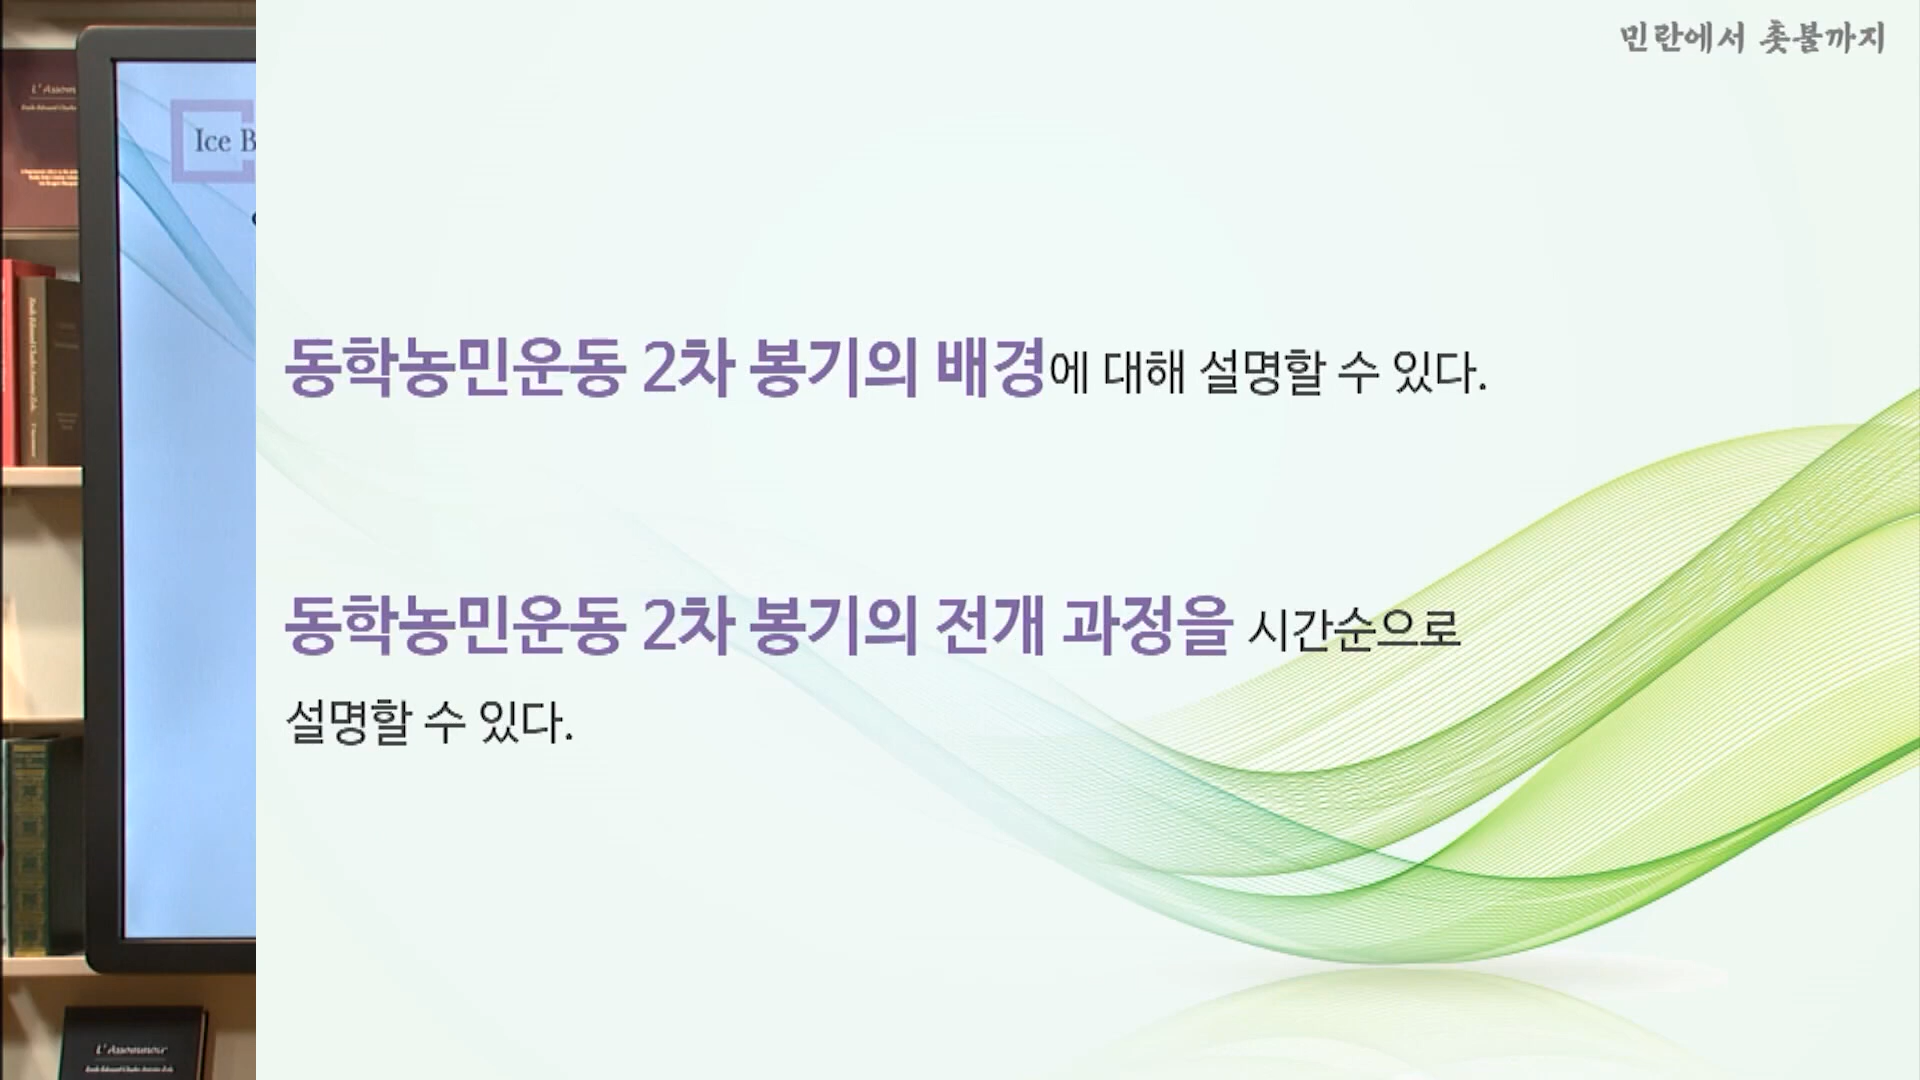 민란에서 촛불까지
L'Assom
Ice B
동학농민운동 2차 봉기의 배경에 대해 설명할 수 있다.
동학농민운동 2차 봉기의 전개 과정을 시간순으로
설명할 수 있다.
L'Assommoir